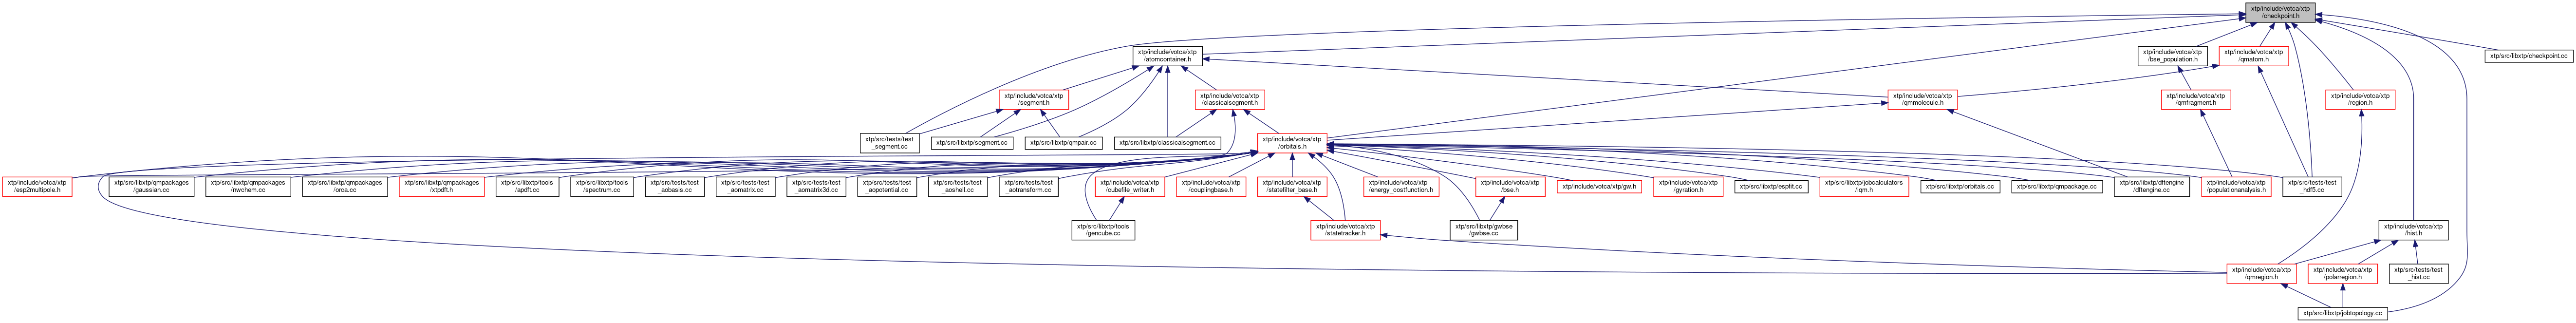 xtp/include/votca/xtp
/checkpoint.h
xtp/include/votca/xtp
/atomcontainer.h
xtp/include/votca/xtp
/bse_population.h
xtp/include/votca/xtp
/qmatom.h
xtp/src/libxtp/checkpoint.cc
xtp/include/votca/xtp
/segment.h
xtp/include/votca/xtp
/classicalsegment.h
xtp/include/votca/xtp
/qmmolecule.h
xtp/include/votca/xtp
/qmfragment.h
xtp/include/votca/xtp
/region.h
xtp/src/tests/test
_segment.cc
xtp/src/libxtp/segment.cc
xtp/src/libxtp/qmpair.cc
xtp/src/libxtp/classicalsegment.cc
xtp/include/votca/xtp
/orbitals.h
xtp/include/votca/xtp
/esp2multipole.h
xtp/src/libxtp/qmpackages
/gaussian.cc
xtp/src/libxtp/qmpackages
/nwchem.cc
xtp/src/libxtp/qmpackages
/orca.cc
xtp/src/libxtp/qmpackages
/xtpdft.h
xtp/src/libxtp/tools
/apdft.cc
xtp/src/libxtp/tools
/spectrum.cc
xtp/src/tests/test
_aobasis.cc
xtp/src/tests/test
_aomatrix.cc
xtp/src/tests/test
_aomatrix3d.cc
xtp/src/tests/test
_aopotential.cc
xtp/src/tests/test
_aoshell.cc
xtp/src/tests/test
_aotransform.cc
xtp/include/votca/xtp
/cubefile_writer.h
xtp/include/votca/xtp
/couplingbase.h
xtp/include/votca/xtp
/statefilter_base.h
xtp/include/votca/xtp
/energy_costfunction.h
xtp/include/votca/xtp
/bse.h
xtp/include/votca/xtp/gw.h
xtp/include/votca/xtp
/gyration.h
xtp/src/libxtp/espfit.cc
xtp/src/libxtp/jobcalculators
/iqm.h
xtp/src/libxtp/orbitals.cc
xtp/src/libxtp/qmpackage.cc
xtp/src/libxtp/dftengine
/dftengine.cc
xtp/include/votca/xtp
/populationanalysis.h
xtp/src/tests/test
_hdf5.cc
xtp/src/libxtp/tools
/gencube.cc
xtp/include/votca/xtp
/statetracker.h
xtp/src/libxtp/gwbse
/gwbse.cc
xtp/include/votca/xtp
/hist.h
xtp/include/votca/xtp
/qmregion.h
xtp/include/votca/xtp
/polarregion.h
xtp/src/tests/test
_hist.cc
xtp/src/libxtp/jobtopology.cc